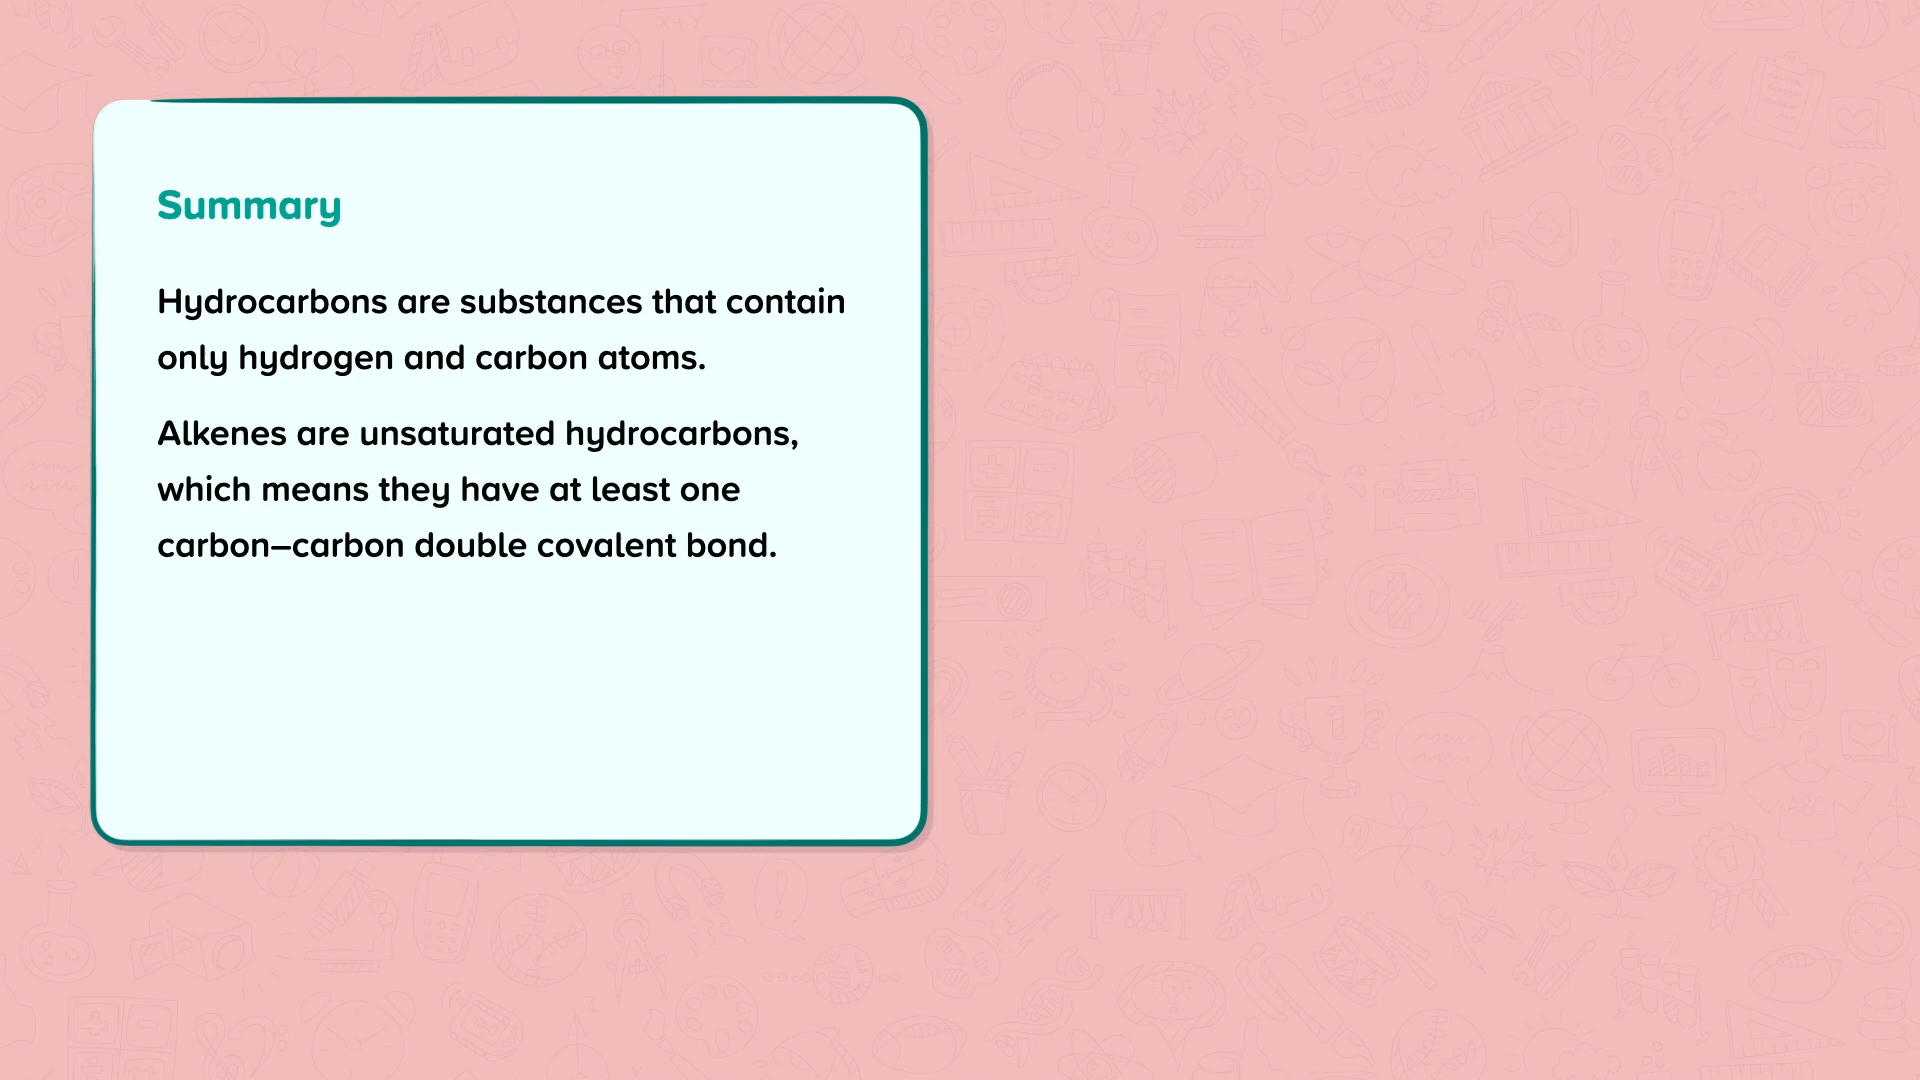 Summary
Hydrocarbons are substances that contain
only hydrogen and carbon atoms.
Alkenes are unsaturated hydrocarbons,
which means they have at least one
carbon–carbon double covalent bond.